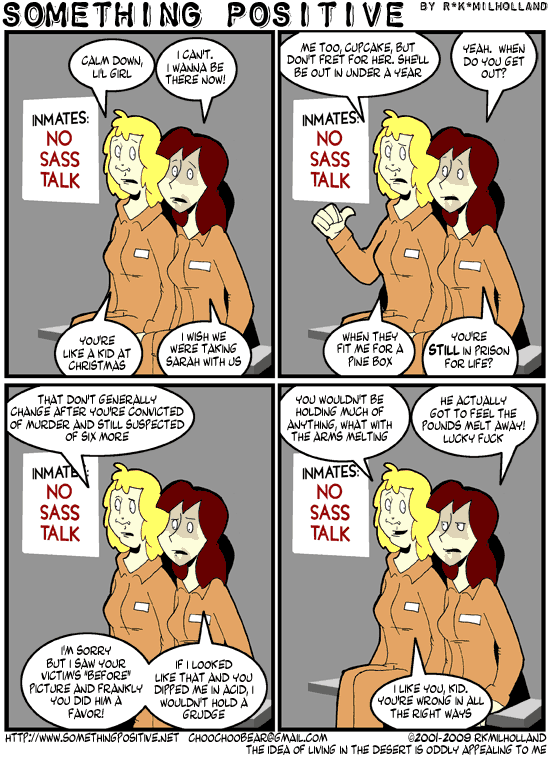 SOMETHING POSITIVE BY R*K*MILHOLLAND
CALM DOWN,
LI'L GIRL
I CAN'T.
I WANNA BE
THERE NOW!
INMATES:
NO
SASS
TALK
YOU'RE
LIKE A KID AT
CHRISTMAS
I WISH WE
WERE TAKING
SARAH WITH US
ME TOO, CUPCAKE, BUT
DON'T FRET FOR HER. SHE'LL
BE OUT IN UNDER A YEAR
YEAH. WHEN
DO YOU GET
OUT?
INMATES:
NO
SASS
TALK
WHEN THEY
FIT ME FOR A
PINE BOX
YOU'RE
STILL IN PRISON
FOR LIFE?
THAT DON'T GENERALLY
CHANGE AFTER YOU'RE CONVICTED
OF MURDER AND STILL SUSPECTED
OF SIX MORE
INMATES:
NO
SASS
TALK
I'M SORRY
BUT I SAW YOUR
VICTIM'S "BEFORE"
PICTURE AND FRANKLY
YOU DID HIM A
FAVOR!
IF I LOOKED
LIKE THAT AND YOU
DIPPED ME IN ACID, I
WOULDN'T HOLD A
GRUDGE
YOU WOULDN'T BE
HOLDING MUCH OF
ANYTHING, WHAT WITH
THE ARMS MELTING
HE ACTUALLY
GOT TO FEEL THE
POUNDS MELT AWAY!
LUCKY FUCK
INMATES:
NO
SASS
TALK
I LIKE YOU, KID.
YOU'RE WRONG IN ALL
THE RIGHT WAYS
HTTP://WWW.SOMETHINGPOSITIVE.NET CHOOCHOOBEAR@GMAIL.COM ©2001-2009 RKMILHOLLAND
THE IDEA OF LIVING IN THE DESERT IS ODDLY APPEALING TO ME